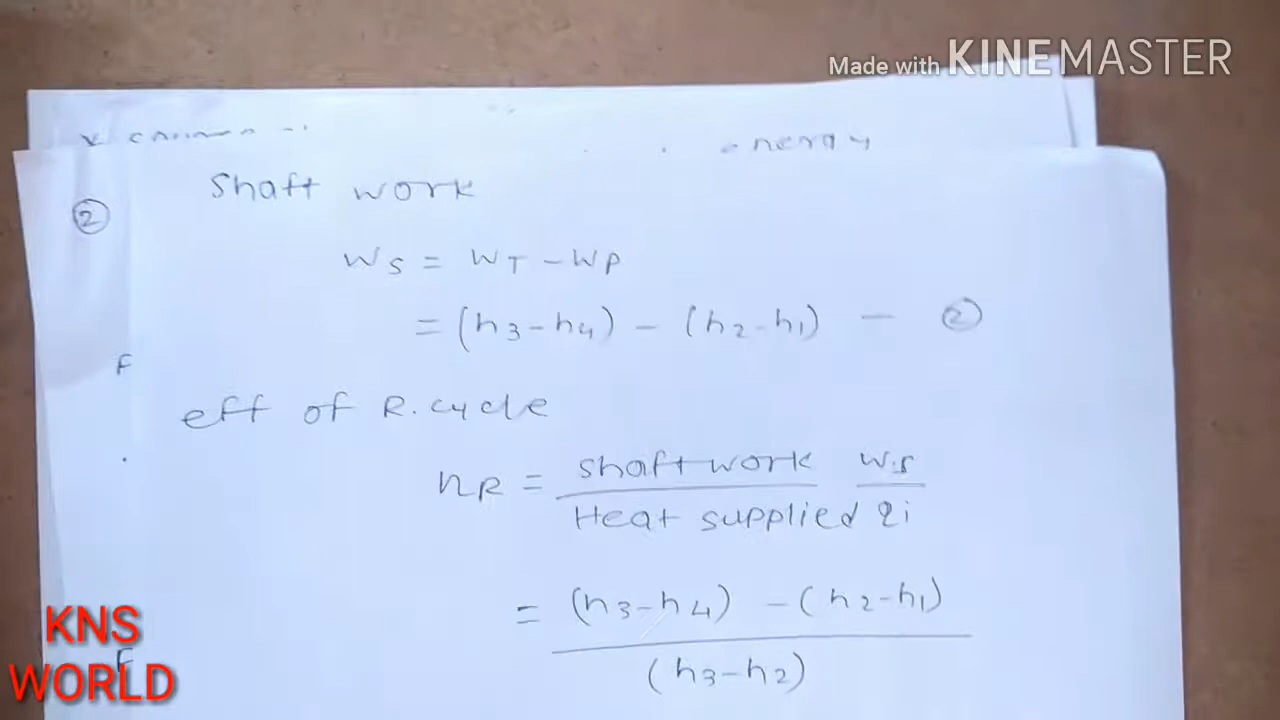 Made with KINEMASTER
energy
Shaft work
②
WS = WT - WP
= (h3 - h4) - (h2 - h1) - ②
F
eff of R. cycle
ηR = shaft work / Heat supplied WS / qi
= (h3 - h4) - (h2 - h1) / (h3 - h2)
KNS
WORLD